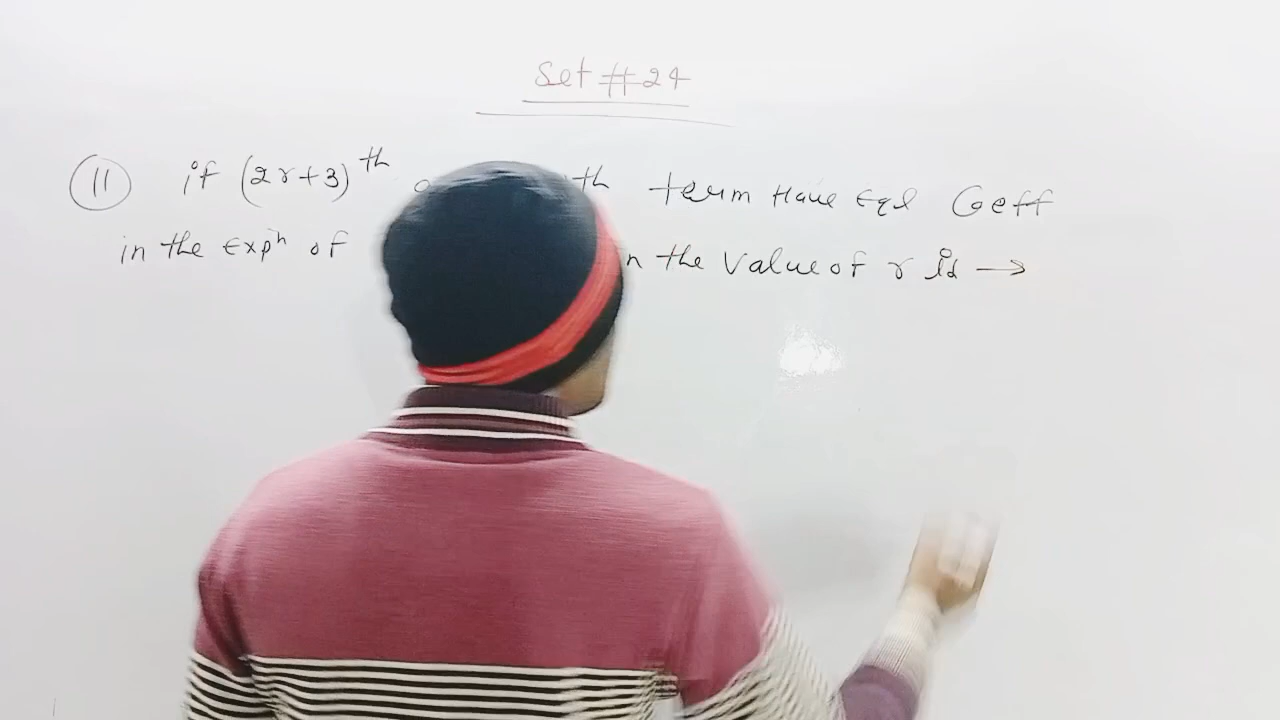 Set #24
(11) if (2r+3)th th term Have Eql Coeff
in the Expn of n the Value of r is →